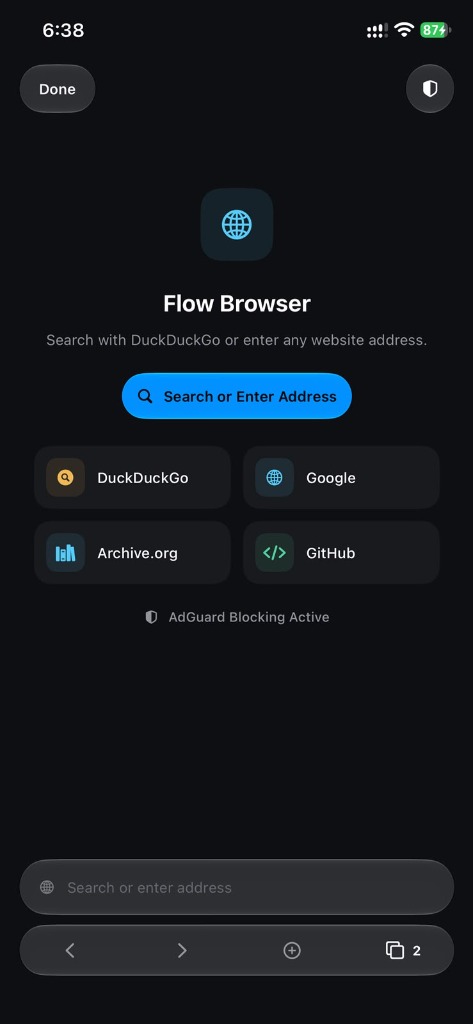 6:38
87
Done
Flow Browser
Search with DuckDuckGo or enter any website address.
Search or Enter Address
DuckDuckGo
Google
Archive.org
</> GitHub
AdGuard Blocking Active
Search or enter address
2